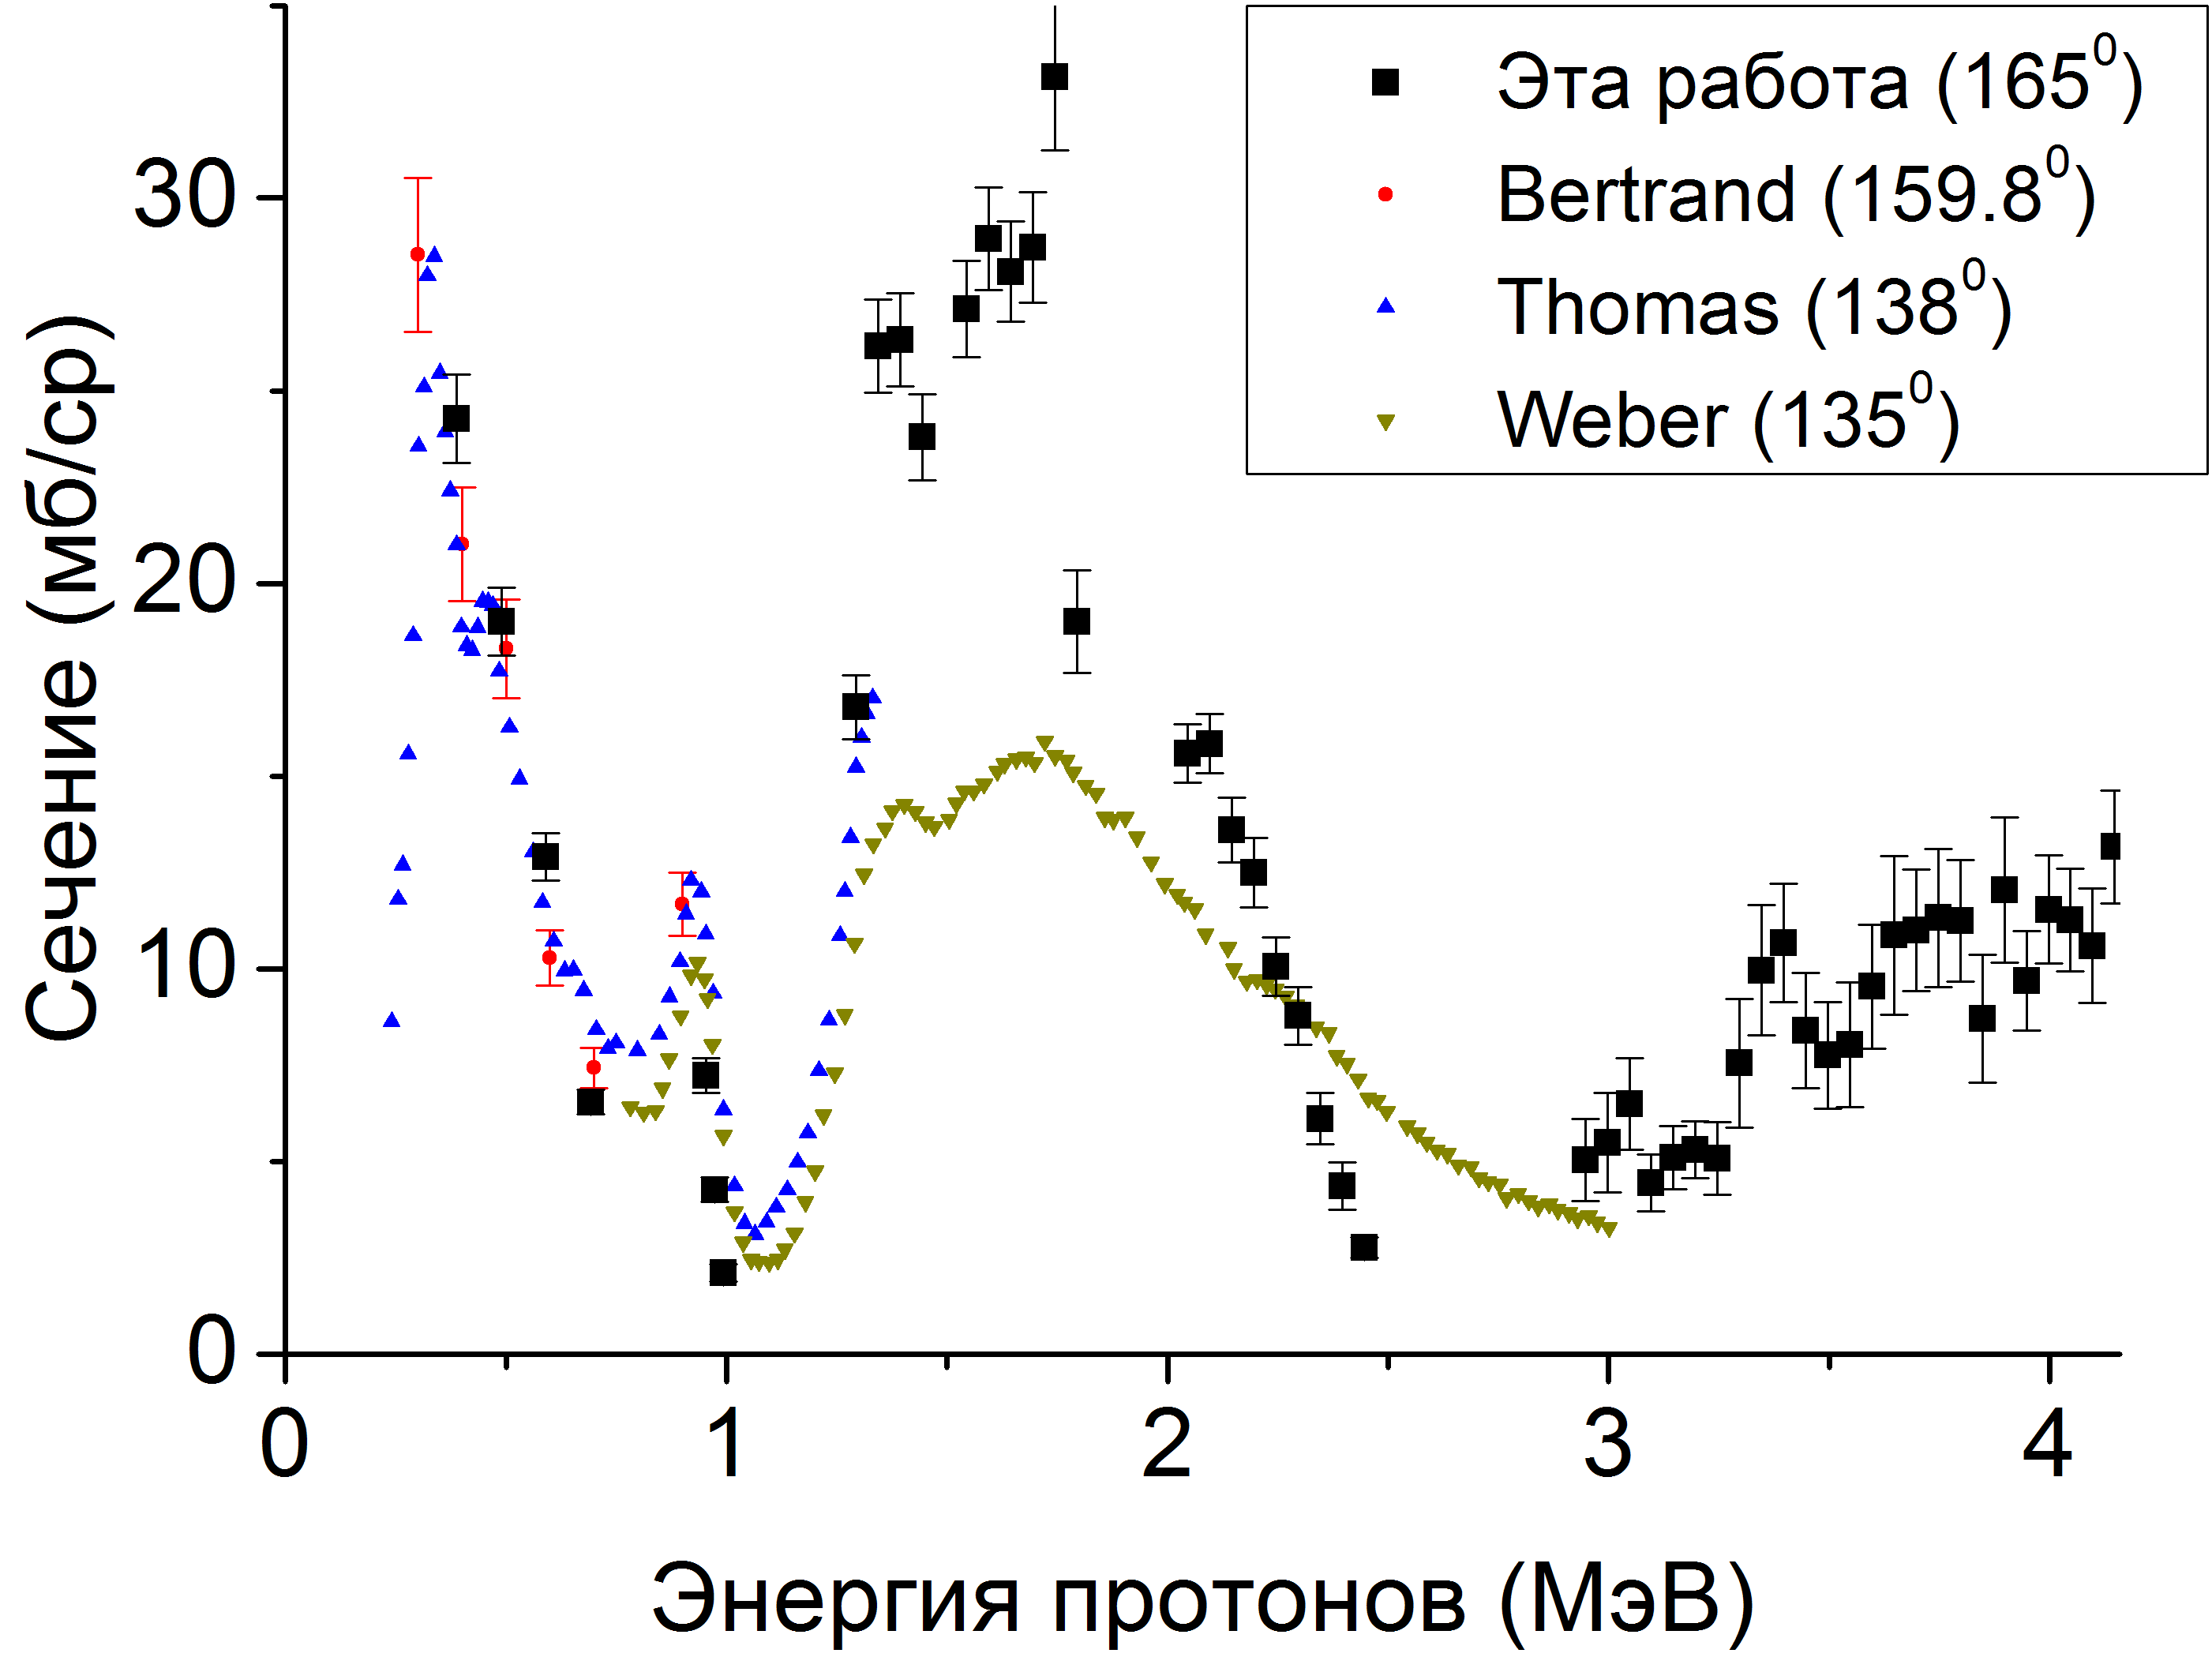 Эта работа (165⁰)
Bertrand (159.8⁰)
Thomas (138⁰)
Weber (135⁰)
Сечение (мб/ср)
30
20
10
0
0 1 2 3 4
Энергия протонов (МэВ)